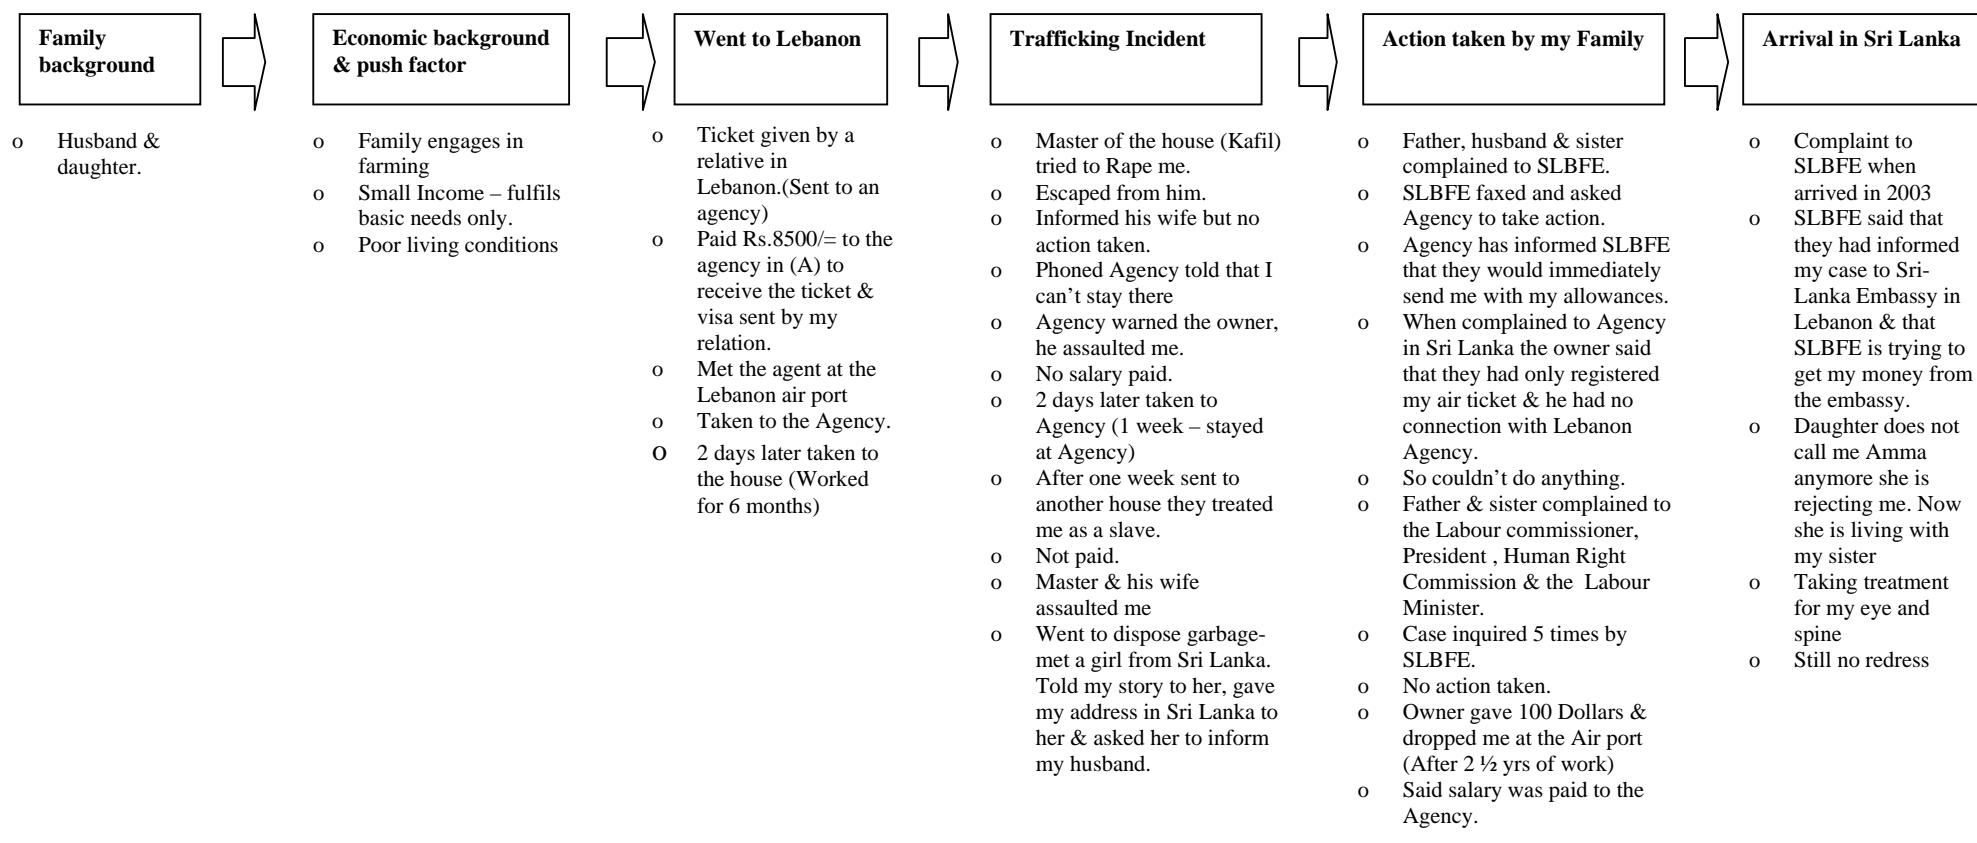 Family
background
Economic background
& push factor
Went to Lebanon
Trafficking Incident
Action taken by my Family
Arrival in Sri Lanka
o Husband &
daughter.
o Family engages in
farming
o Small Income – fulfils
basic needs only.
o Poor living conditions
o Ticket given by a
relative in
Lebanon.(Sent to an
agency)
o Paid Rs.8500/= to the
agency in (A) to
receive the ticket &
visa sent by my
relation.
o Met the agent at the
Lebanon air port
o Taken to the Agency.
o 2 days later taken to
the house (Worked
for 6 months)
o Master of the house (Kafil)
tried to Rape me.
o Escaped from him.
o Informed his wife but no
action taken.
o Phoned Agency told that I
can’t stay there
o Agency warned the owner,
he assaulted me.
o No salary paid.
o 2 days later taken to
Agency (1 week – stayed
at Agency)
o After one week sent to
another house they treated
me as a slave.
o Not paid.
o Master & his wife
assaulted me
o Went to dispose garbage-
met a girl from Sri Lanka.
Told my story to her, gave
my address in Sri Lanka to
her & asked her to inform
my husband.
o Father, husband & sister
complained to SLBFE.
o SLBFE faxed and asked
Agency to take action.
o Agency has informed SLBFE
that they would immediately
send me with my allowances.
o When complained to Agency
in Sri Lanka the owner said
that they had only registered
my air ticket & he had no
connection with Lebanon
Agency.
o So couldn’t do anything.
o Father & sister complained to
the Labour commissioner,
President , Human Right
Commission & the Labour
Minister.
o Case inquired 5 times by
SLBFE.
o No action taken.
o Owner gave 100 Dollars &
dropped me at the Air port
(After 2 ½ yrs of work)
o Said salary was paid to the
Agency.
o Complaint to
SLBFE when
arrived in 2003
o SLBFE said that
they had informed
my case to Sri-
Lanka Embassy in
Lebanon & that
SLBFE is trying to
get my money from
the embassy.
o Daughter does not
call me Amma
anymore she is
rejecting me. Now
she is living with
my sister
o Taking treatment
for my eye and
spine
o Still no redress